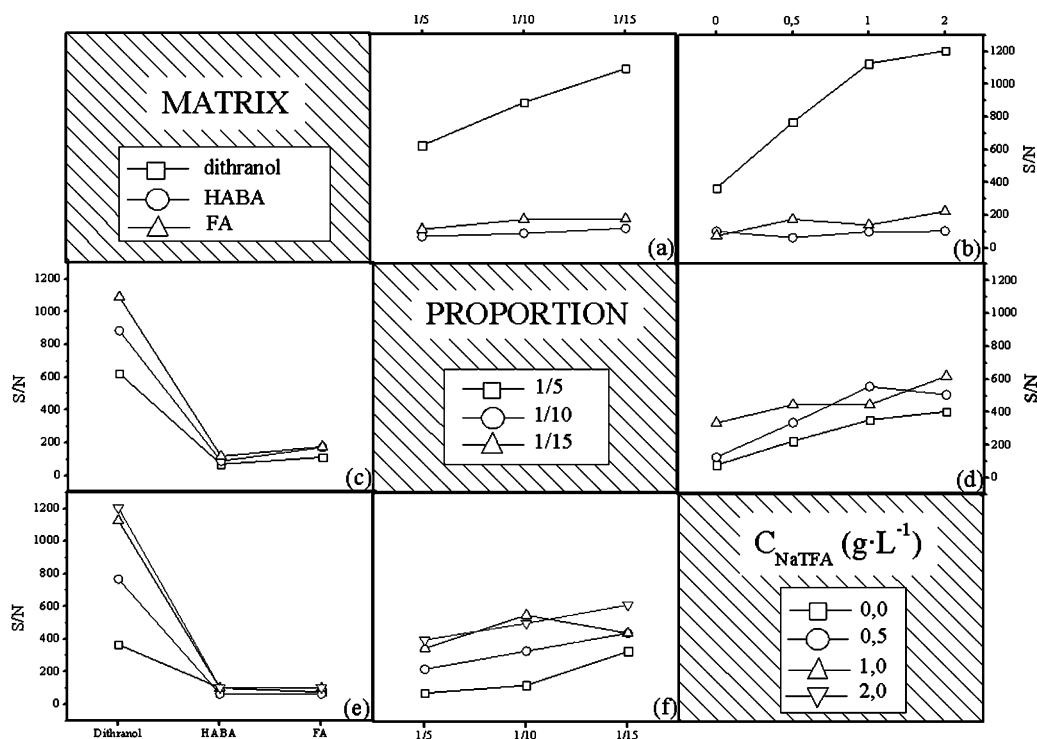 1/5 1/10 1/15
0 0,5 1 2
MATRIX
dithranol
HABA
FA
(a)
1200
1000
800
600
400
200
0
S/N
(b)
1200
1000
800
600
400
200
0
S/N
(c)
PROPORTION
1/5
1/10
1/15
1200
1000
800
600
400
200
0
S/N
(d)
1200
1000
800
600
400
200
0
S/N
(e)
Dithranol HABA FA
(f)
1/5 1/10 1/15
C_NaTFA (g·L⁻¹)
0,0
0,5
1,0
2,0